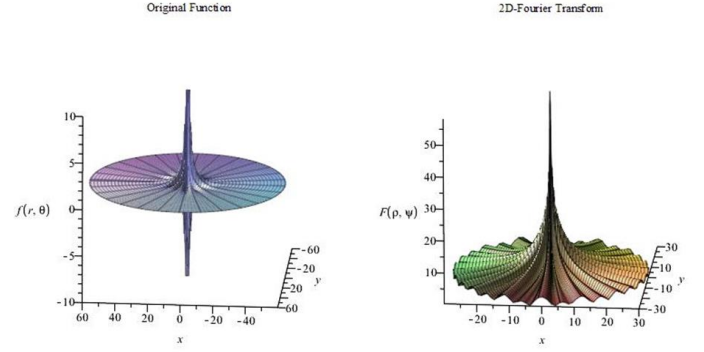 Original Function
2D-Fourier Transform
10
5
f(r, θ)
0
-5
-10
60 40 20 0 -20 -40
x
-60
-20
20
60
y
50
40
F(ρ, ψ)
30
20
10
-20 -10 0 10 20 30
x
30
10
-10
-30
y